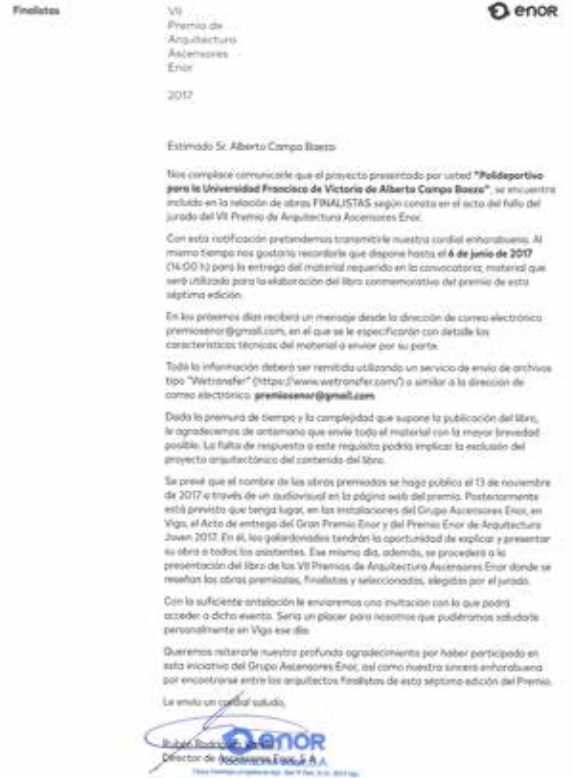 Finalistas
VII
Premio de
Arquitectura
Ascensores
Enor
2017
enor
Estimado Sr. Alberto Campo Baeza:
Nos complace comunicarle que el proyecto presentado por usted "Polideportivo
para la Universidad Francisco de Victoria de Alberto Campo Baeza", se encuentra
incluido en la relación de obras FINALISTAS según consta en el acta del fallo del
jurado del VII Premio de Arquitectura Ascensores Enor.
Con esta notificación pretendemos transmitirle nuestra cordial enhorabuena. Al
mismo tiempo nos gustaría recordarle que dispone hasta el 6 de junio de 2017
(14:00 h) para la entrega del material requerido en la convocatoria; material que
será utilizado para la elaboración del libro conmemorativo del premio de esta
séptima edición.
En los próximos días recibirá un mensaje desde la dirección de correo electrónico
premiosenor@gmail.com, en el que se le especificarán con detalle las
características técnicas del material a enviar por su parte.
Toda la información deberá ser remitida utilizando un servicio de envío de archivos
tipo "Wetransfer" (https://www.wetransfer.com/) o similar a la dirección de
correo electrónico: premiosenor@gmail.com
Dada la premura de tiempo y la complejidad que supone la publicación del libro,
le agradecemos de antemano que envíe todo el material con la mayor brevedad
posible. La falta de respuesta a este requisito podría implicar la exclusión del
proyecto arquitectónico del contenido del libro.
Se prevé que el nombre de las obras premiadas se haga público el 13 de noviembre
de 2017 a través de un audiovisual en la página web del premio. Posteriormente
está previsto que tenga lugar, en las instalaciones del Grupo Ascensores Enor, en
Vigo, el Acto de entrega del Gran Premio Enor y del Premio Enor de Arquitectura
Joven 2017. En él, los galardonados tendrán la oportunidad de explicar y presentar
su obra a todos los asistentes. Ese mismo día, además, se procederá a la
presentación del libro de los VII Premios de Arquitectura Ascensores Enor donde se
reseñan las obras premiadas, finalistas y seleccionadas, elegidas por el jurado.
Con la suficiente antelación le enviaremos una invitación con la que podrá
acceder a dicho evento. Sería un placer para nosotros que pudiéramos saludarle
personalmente en Vigo ese día.
Queremos reiterarle nuestro profundo agradecimiento por haber participado en
esta iniciativa del Grupo Ascensores Enor, así como nuestra sincera enhorabuena
por encontrarse entre los arquitectos finalistas de esta séptima edición del Premio.
Le envía un cordial saludo,
enor
Rubén
Director de Ascensores Enor, S.A.